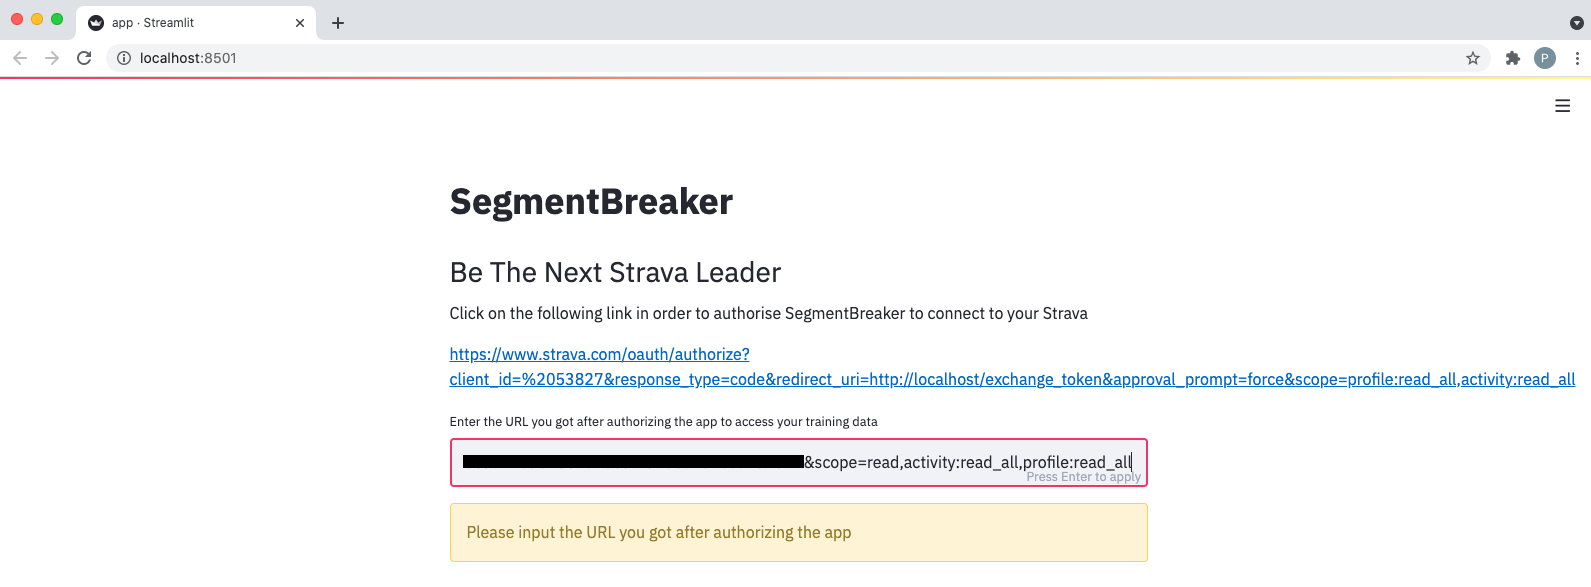 app · Streamlit
localhost:8501
P
SegmentBreaker
Be The Next Strava Leader
Click on the following link in order to authorise SegmentBreaker to connect to your Strava
https://www.strava.com/oauth/authorize?
client_id=%2053827&response_type=code&redirect_uri=http://localhost/exchange_token&approval_prompt=force&scope=profile:read_all,activity:read_all
Enter the URL you got after authorizing the app to access your training data
&scope=read,activity:read_all,profile:read_all
Press Enter to apply
Please input the URL you got after authorizing the app